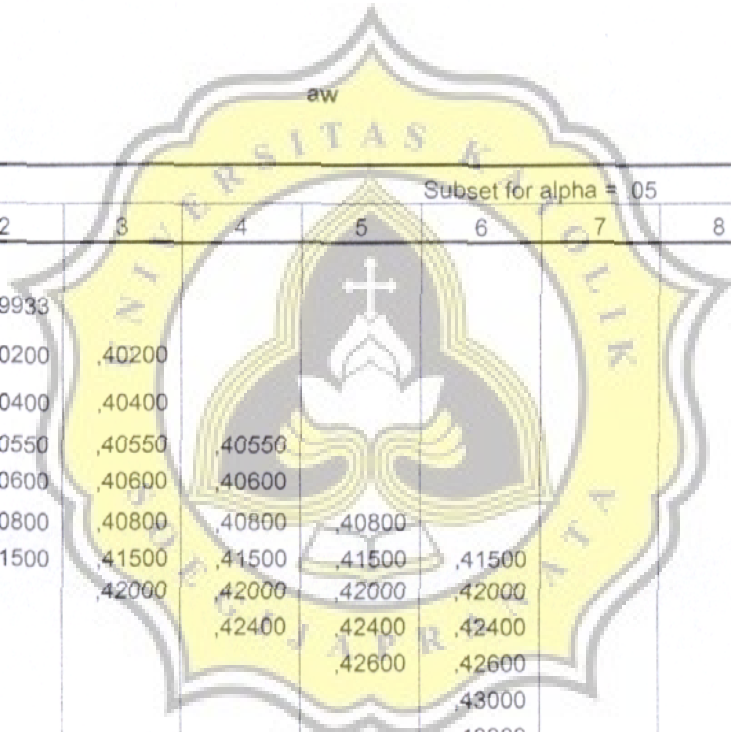 aw
UNIVERSITAS KATOLIK
Subset for alpha = .05
2 3 4 5 6 7 8
9933
0200 ,40200
0400 ,40400
0550 ,40550 ,40550
0600 ,40600 ,40600
0800 ,40800 ,40800 ,40800
1500 ,41500 ,41500 ,41500 ,41500
,42000 ,42000 ,42000 ,42000
,42400 ,42400 ,42400
,42600 ,42600
,43000
SOEGIJAPRANATA